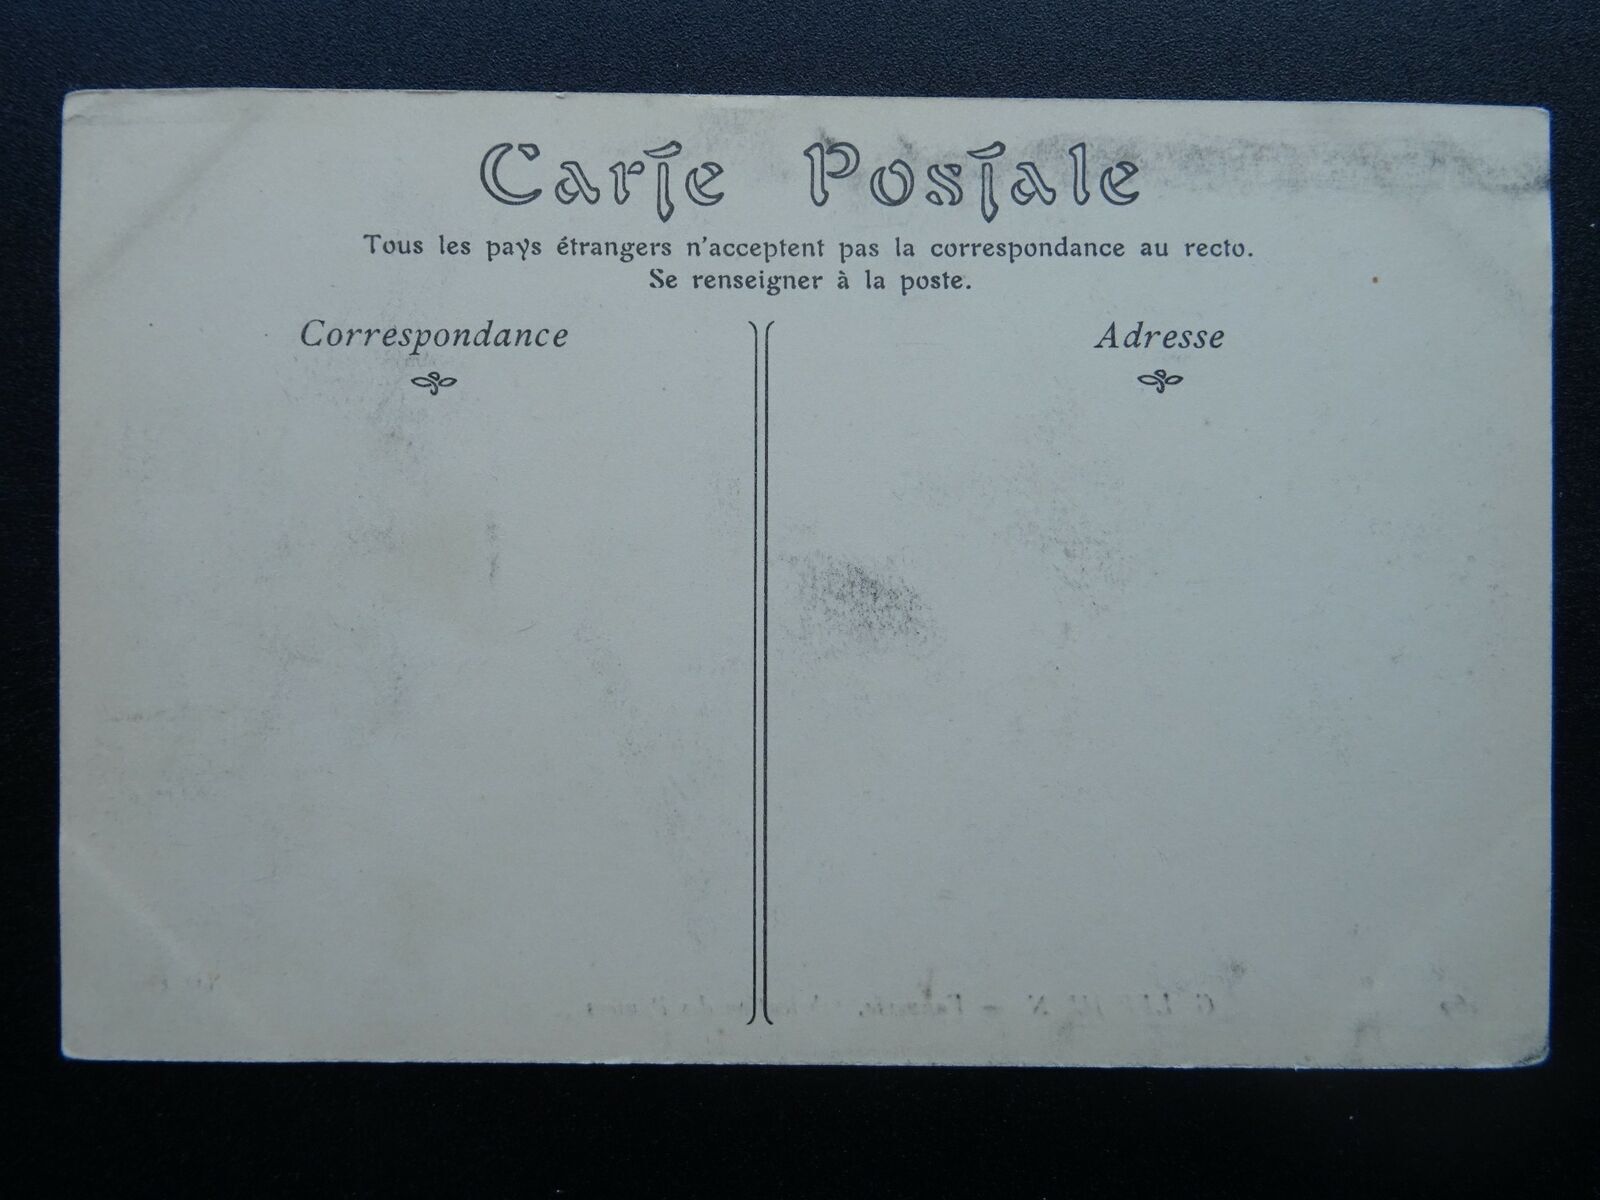 Carte Postale
Tous les pays étrangers n'acceptent pas la correspondance au recto.
Se renseigner à la poste.
Correspondance
Adresse